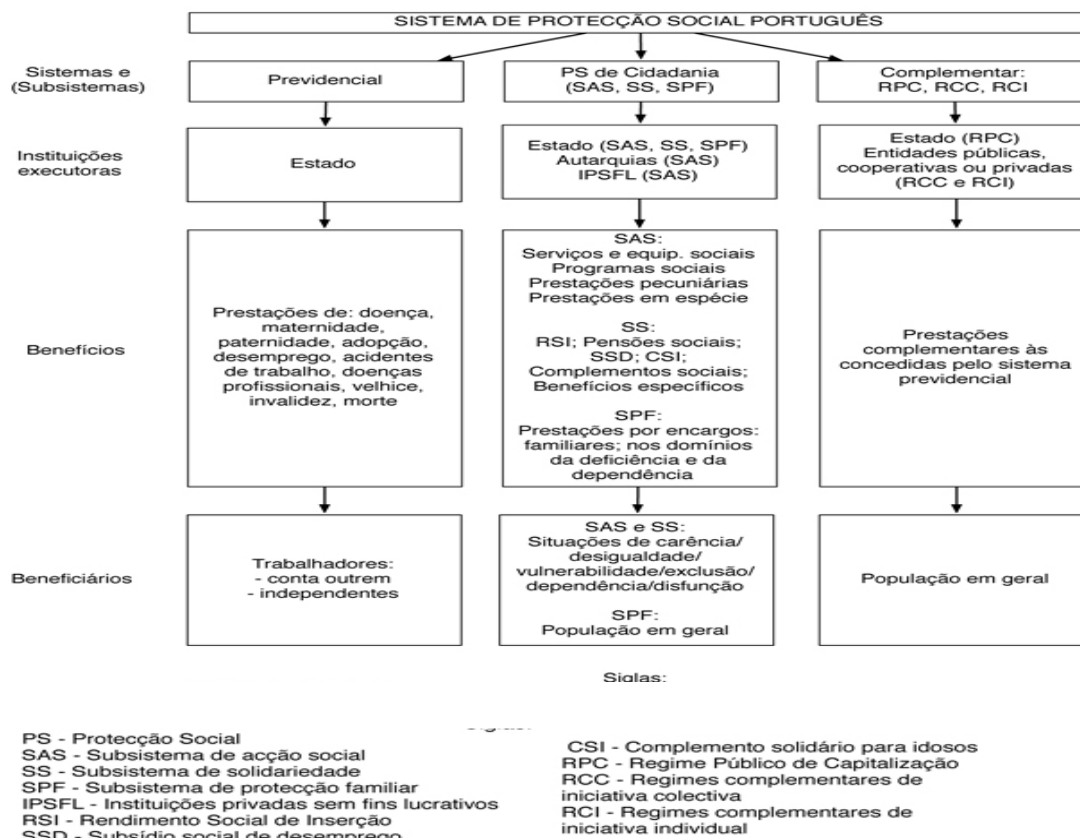 SISTEMA DE PROTECÇÃO SOCIAL PORTUGUÊS
Sistemas e
(Subsistemas)
Previdencial
PS de Cidadania
(SAS, SS, SPF)
Complementar:
RPC, RCC, RCI
Instituições
executoras
Estado
Estado (SAS, SS, SPF)
Autarquias (SAS)
IPSFL (SAS)
Estado (RPC)
Entidades públicas,
cooperativas ou privadas
(RCC e RCI)
Benefícios
Prestações de: doença,
maternidade,
paternidade, adopção,
desemprego, acidentes
de trabalho, doenças
profissionais, velhice,
invalidez, morte
SAS:
Serviços e equip. sociais
Programas sociais
Prestações pecuniárias
Prestações em espécie
SS:
RSI; Pensões sociais;
SSD; CSI;
Complementos sociais;
Benefícios específicos
SPF:
Prestações por encargos:
familiares; nos domínios
da deficiência e da
dependência
Prestações
complementares às
concedidas pelo sistema
previdencial
Beneficiários
Trabalhadores:
- conta outrem
- independentes
SAS e SS:
Situações de carência/
desigualdade/
vulnerabilidade/exclusão/
dependência/disfunção
SPF:
População em geral
População em geral
Siglas:
PS - Protecção Social
SAS - Subsistema de acção social
SS - Subsistema de solidariedade
SPF - Subsistema de protecção familiar
IPSFL - Instituições privadas sem fins lucrativos
RSI - Rendimento Social de Inserção
SSD - Subsídio social de desemprego
CSI - Complemento solidário para idosos
RPC - Regime Público de Capitalização
RCC - Regimes complementares de
iniciativa colectiva
RCI - Regimes complementares de
iniciativa individual